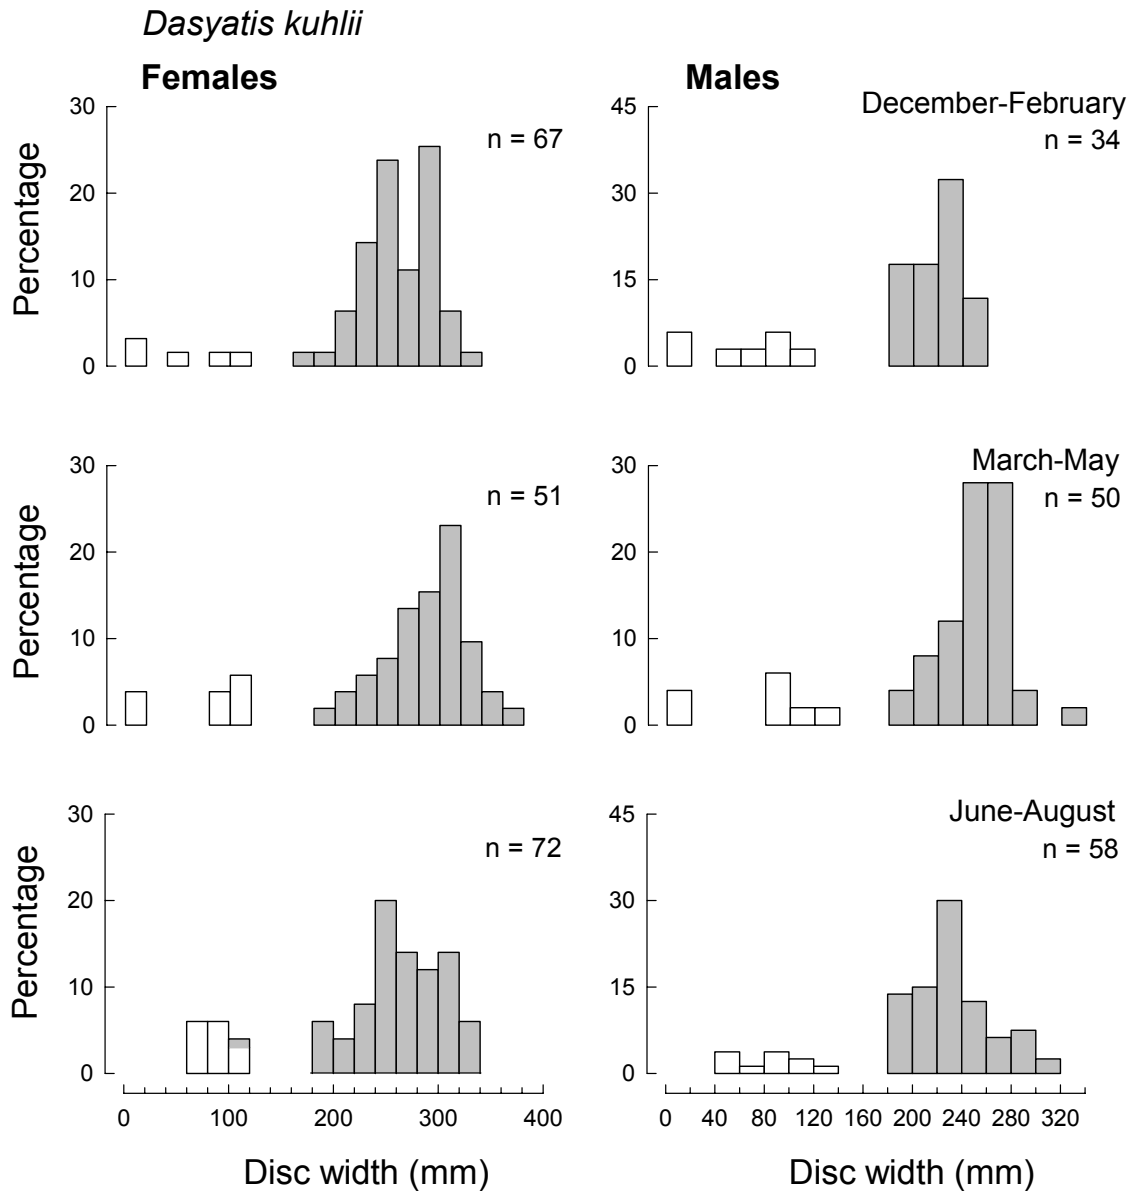 Dasyatis kuhlii
Females
Males
December-February
30
20
10
0
Percentage
n = 67
45
30
15
0
n = 34
March-May
30
20
10
0
Percentage
n = 51
30
20
10
0
n = 50
June-August
30
20
10
0
Percentage
n = 72
45
30
15
0
n = 58
0 100 200 300 400
0 40 80 120 160 200 240 280 320
Disc width (mm)
Disc width (mm)